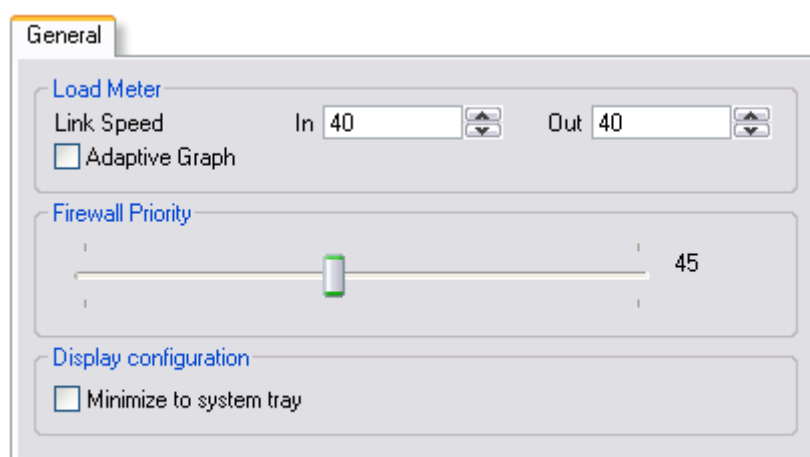 General
Load Meter
Link Speed In 40 Out 40
Adaptive Graph
Firewall Priority
45
Display configuration
Minimize to system tray